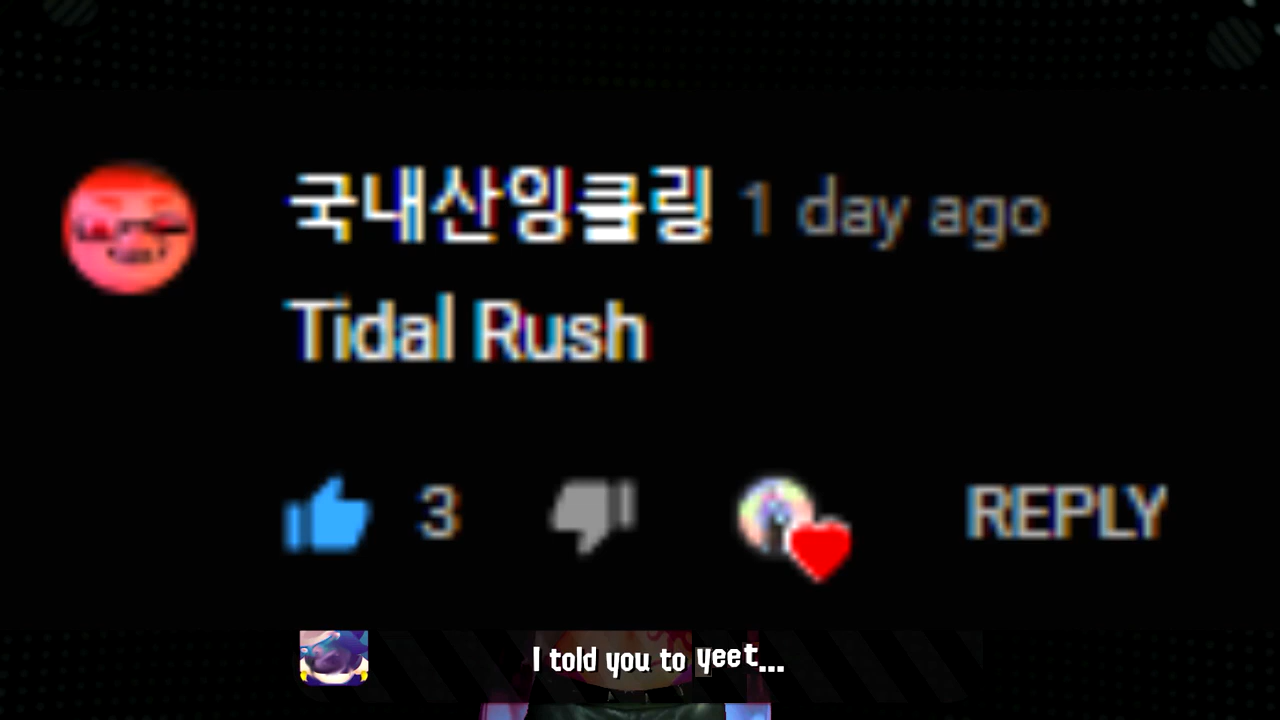 국내산잉클링 1 day ago
Tidal Rush
3 REPLY
I told you to yeet...